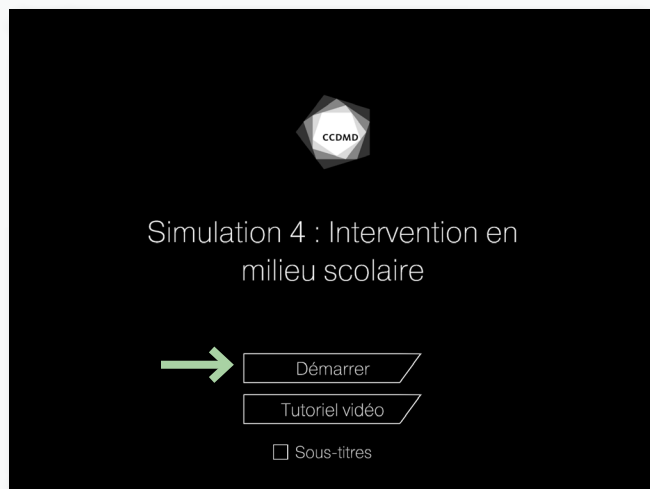 CCDMD
Simulation 4 : Intervention en
milieu scolaire
Démarrer
Tutoriel vidéo
Sous-titres